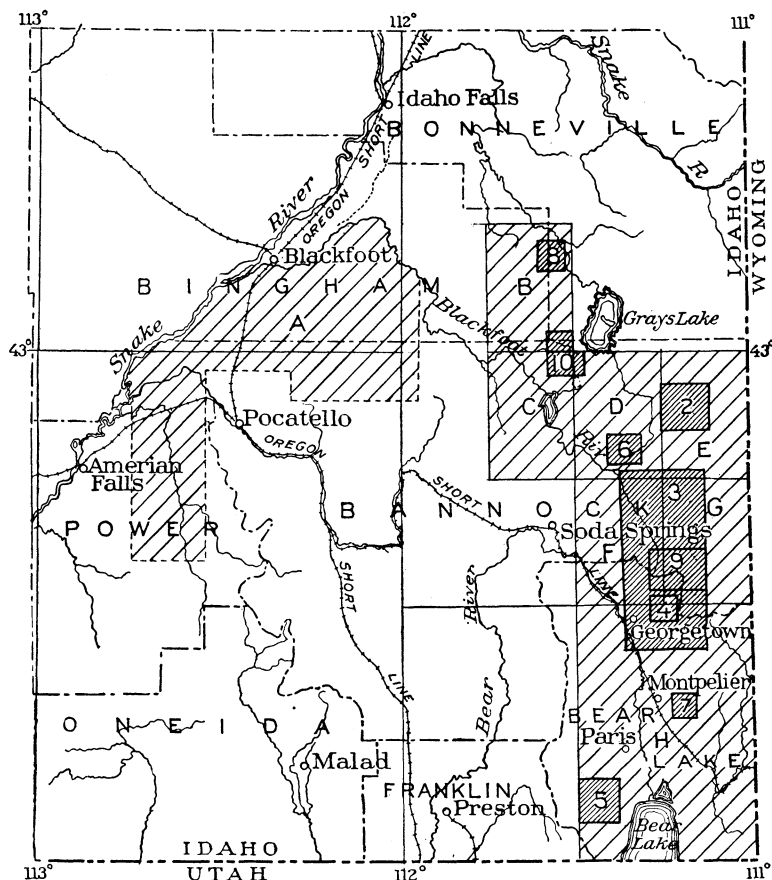 113° 112° 111°
Snake
LINE
Idaho Falls
SHORT
BONNEVILLE
R
IDAHO
WYOMING
River
OREGON
Blackfoot
8
BINGHAM
B
A
Blackfoot
Grays Lake
Snake
43° 43°
10
C D 2
Pocatello
River
6 E
OREGON
Amerian
Falls
SHORT
3
BANNOCK
G
POWER
Soda Springs
F
9
River
LINE
SHORT
4
Georgetown
LINE
Montpelier
7
Bear
BEAR
ONEIDA
Paris
H
LAKE
Malad
FRANKLIN
Preston
5
Bear
Lake
IDAHO
UTAH
113° 112° 111°